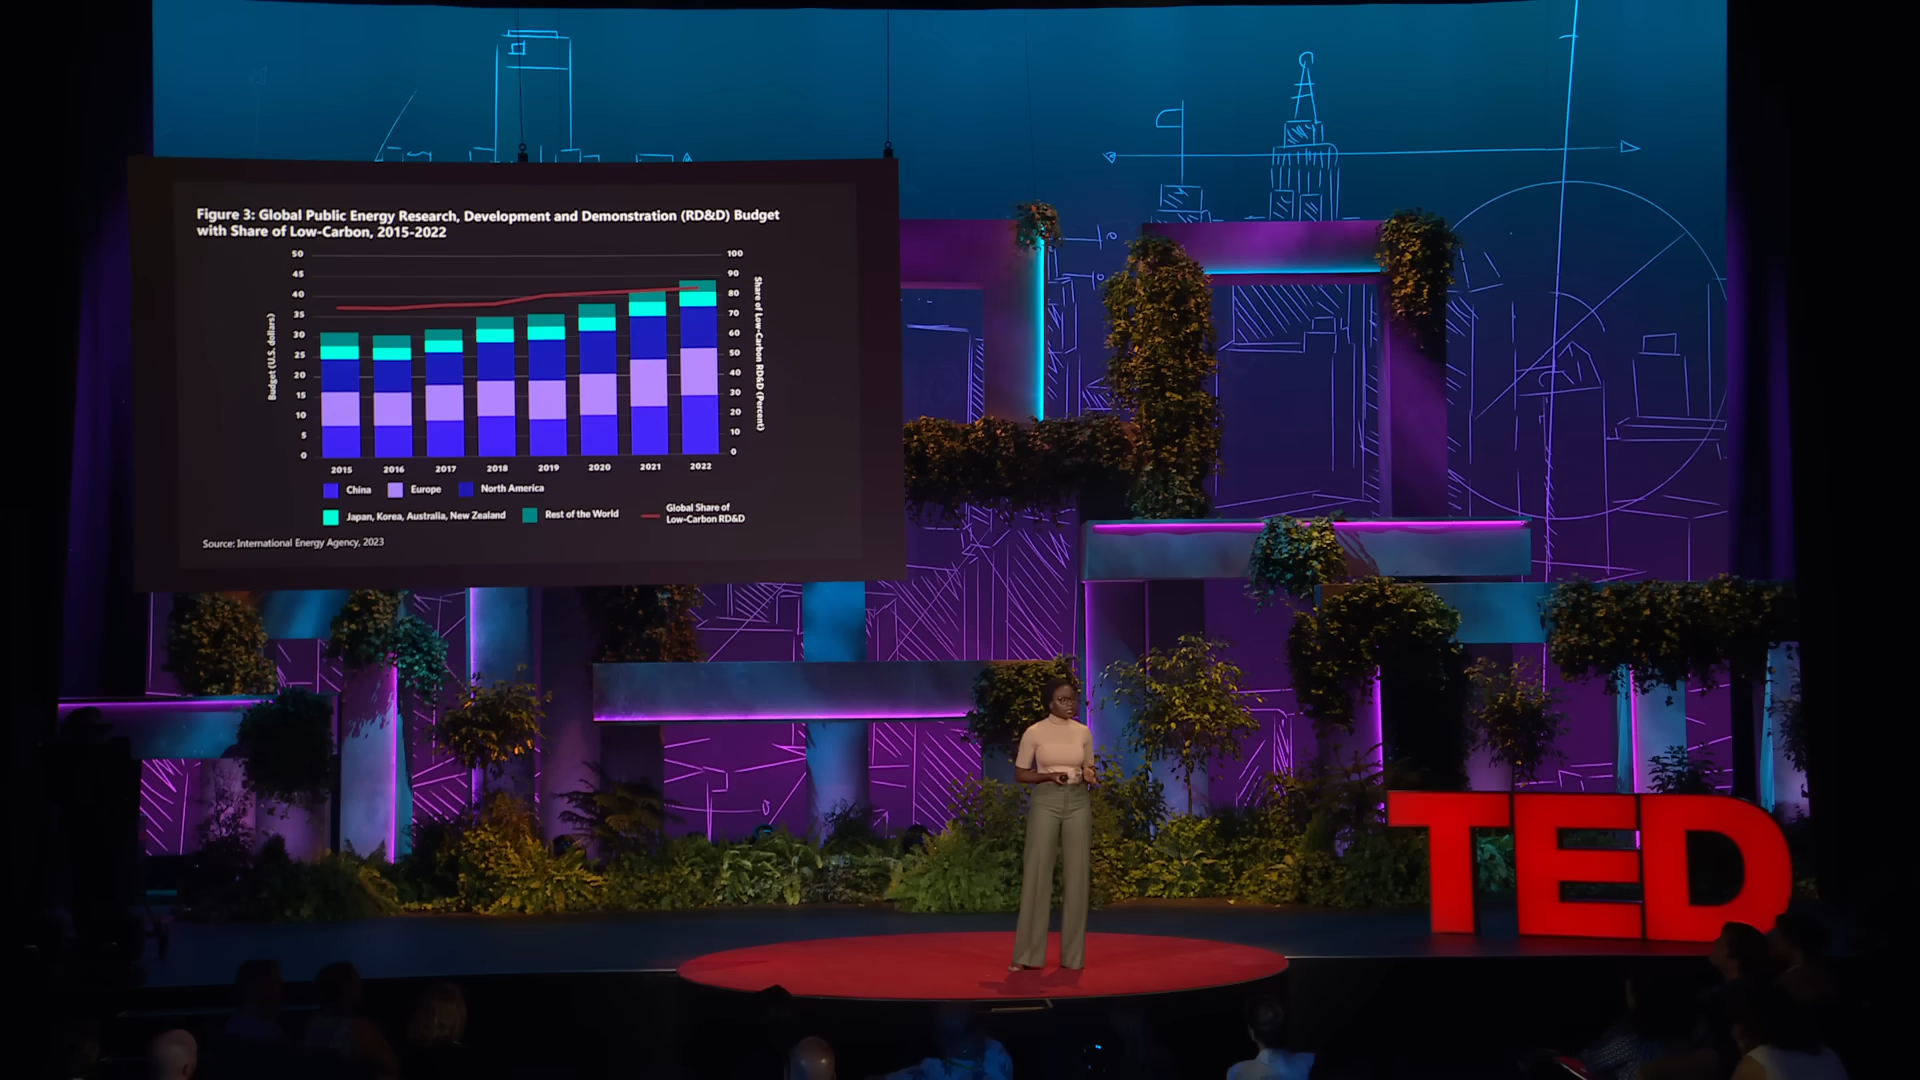 Figure 3: Global Public Energy Research, Development and Demonstration (RD&D) Budget
with Share of Low-Carbon, 2015-2022
50
45
40
35
30
25
20
15
10
5
0
Budget (U.S. dollars)
100
90
80
70
60
50
40
30
20
10
0
Share of Low-Carbon RD&D (Percent)
2015 2016 2017 2018 2019 2020 2021 2022
China Europe North America
Japan, Korea, Australia, New Zealand Rest of the World Global Share of
Low-Carbon RD&D
Source: International Energy Agency, 2023
TED